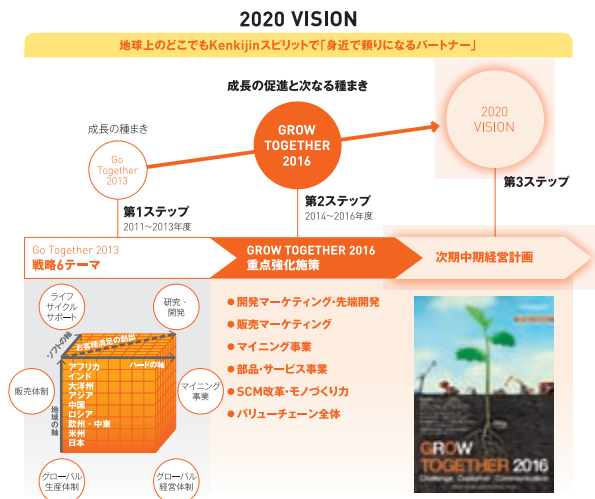 2020 VISION
地球上のどこでもKenkijinスピリットで「身近で頼りになるパートナー」
成長の促進と次なる種まき
成長の種まき
Go
Together
2013
GROW
TOGETHER
2016
2020
VISION
第1ステップ
2011〜2013年度
第2ステップ
2014〜2016年度
第3ステップ
Go Together 2013
戦略6テーマ
GROW TOGETHER 2016
重点強化施策
次期中期経営計画
ライフ
サイクル
サポート
研究・
開発
ソフトの軸
お客様満足の創出
ハードの軸
地域の軸
アフリカ
インド
大洋州
アジア
中国
ロシア
欧州・中東
米州
日本
販売体制
マイニング
事業
グローバル
生産体制
グローバル
経営体制
●開発マーケティング・先端開発
●販売マーケティング
●マイニング事業
●部品・サービス事業
●SCM改革・モノづくり力
●バリューチェーン全体
GROW
TOGETHER 2016
Challenge Customer Communication